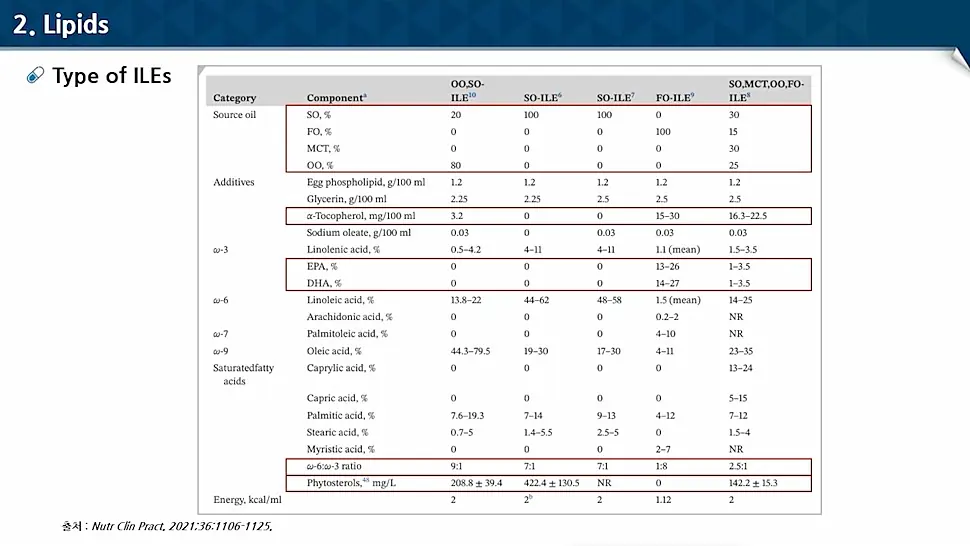 2. Lipids
Type of ILEs
Category Componentᵃ OO,SO-ILE¹⁰ SO-ILE⁶ SO-ILE⁷ FO-ILE⁹ SO,MCT,OO,FO-ILE⁸
Source oil SO, % 20 100 100 0 30
FO, % 0 0 0 100 15
MCT, % 0 0 0 0 30
OO, % 80 0 0 0 25
Additives Egg phospholipid, g/100 ml 1.2 1.2 1.2 1.2 1.2
Glycerin, g/100 ml 2.25 2.25 2.5 2.5 2.5
α-Tocopherol, mg/100 ml 3.2 0 0 15–30 16.3–22.5
Sodium oleate, g/100 ml 0.03 0 0.03 0.03 0.03
ω-3 Linolenic acid, % 0.5–4.2 4–11 4–11 1.1 (mean) 1.5–3.5
EPA, % 0 0 0 13–26 1–3.5
DHA, % 0 0 0 14–27 1–3.5
ω-6 Linoleic acid, % 13.8–22 44–62 48–58 1.5 (mean) 14–25
Arachidonic acid, % 0 0 0 0.2–2 NR
ω-7 Palmitoleic acid, % 0 0 0 4–10 NR
ω-9 Oleic acid, % 44.3–79.5 19–30 17–30 4–11 23–35
Saturatedfatty acids Caprylic acid, % 0 0 0 0 13–24
Capric acid, % 0 0 0 0 5–15
Palmitic acid, % 7.6–19.3 7–14 9–13 4–12 7–12
Stearic acid, % 0.7–5 1.4–5.5 2.5–5 0 1.5–4
Myristic acid, % 0 0 0 2–7 NR
ω-6:ω-3 ratio 9:1 7:1 7:1 1:8 2.5:1
Phytosterols,⁴⁸ mg/L 208.8 ± 39.4 422.4 ± 130.5 NR 0 142.2 ± 15.3
Energy, kcal/ml 2 2ᵇ 2 1.12 2
출처 : Nutr Clin Pract. 2021;36:1106-1125.